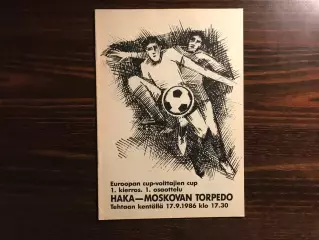 Euroopan cup-voittajien cup
1. kierros. 1. osaottelu
HAKA—MOSKOVAN TORPEDO
Tehtaan kentällä 17.9.1986 klo 17.30